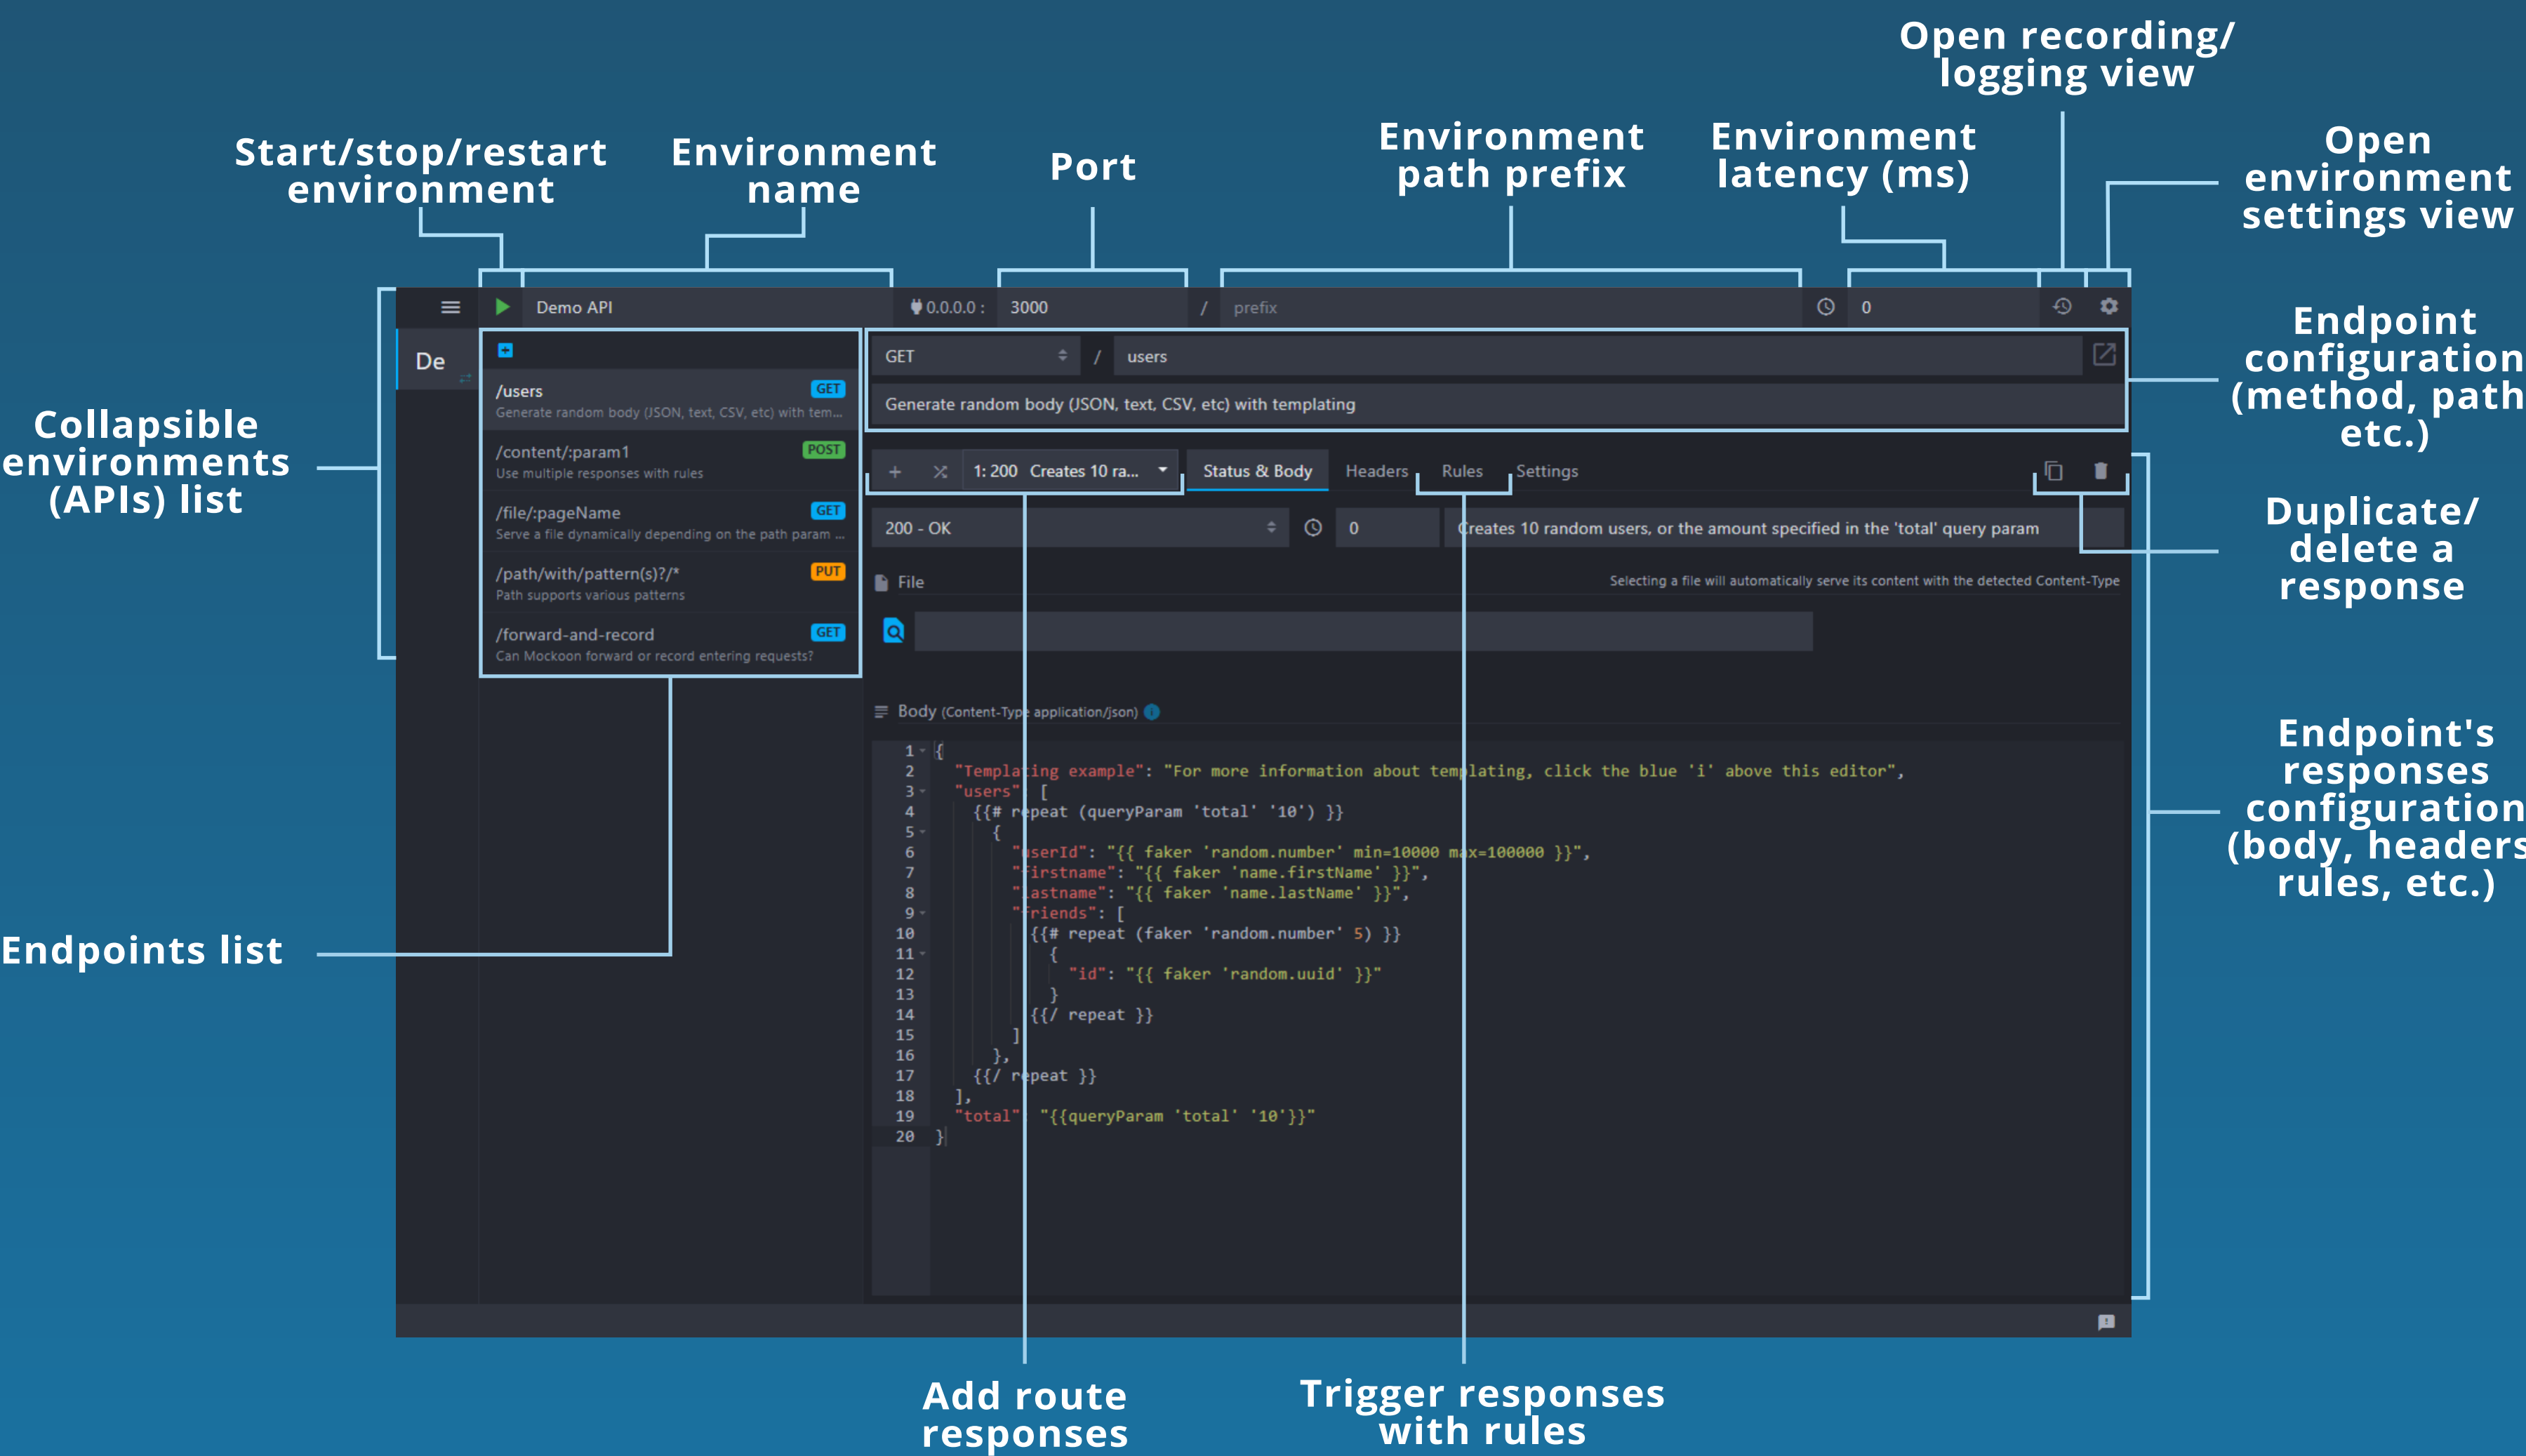 Open recording/
logging view
Start/stop/restart
environment
Environment
name
Port
Environment
path prefix
Environment
latency (ms)
Open
environment
settings view
Collapsible
environments
(APIs) list
Endpoints list
Endpoint
configuration
(method, path
etc.)
Duplicate/
delete a
response
Endpoint's
responses
configuration
(body, headers
rules, etc.)
Demo API
0.0.0.0 :
3000
/
prefix
0
De
/users
GET
Generate random body (JSON, text, CSV, etc) with tem...
/content/:param1
POST
Use multiple responses with rules
/file/:pageName
GET
Serve a file dynamically depending on the path param ...
/path/with/pattern(s)?/*
PUT
Path supports various patterns
/forward-and-record
GET
Can Mockoon forward or record entering requests?
GET
/
users
Generate random body (JSON, text, CSV, etc) with templating
1: 200 Creates 10 ra...
Status & Body
Headers
Rules
Settings
200 - OK
0
Creates 10 random users, or the amount specified in the 'total' query param
File
Selecting a file will automatically serve its content with the detected Content-Type
Body (Content-Type application/json)
1 {
2 "Templating example": "For more information about templating, click the blue 'i' above this editor",
3 "users": [
4 {{# repeat (queryParam 'total' '10') }}
5 {
6 "userId": "{{ faker 'random.number' min=10000 max=100000 }}",
7 "firstname": "{{ faker 'name.firstName' }}",
8 "lastname": "{{ faker 'name.lastName' }}",
9 "friends": [
10 {{# repeat (faker 'random.number' 5) }}
11 {
12 "id": "{{ faker 'random.uuid' }}"
13 }
14 {{/ repeat }}
15 ]
16 },
17 {{/ repeat }}
18 ],
19 "total": "{{queryParam 'total' '10'}}"
20 }
Add route
responses
Trigger responses
with rules